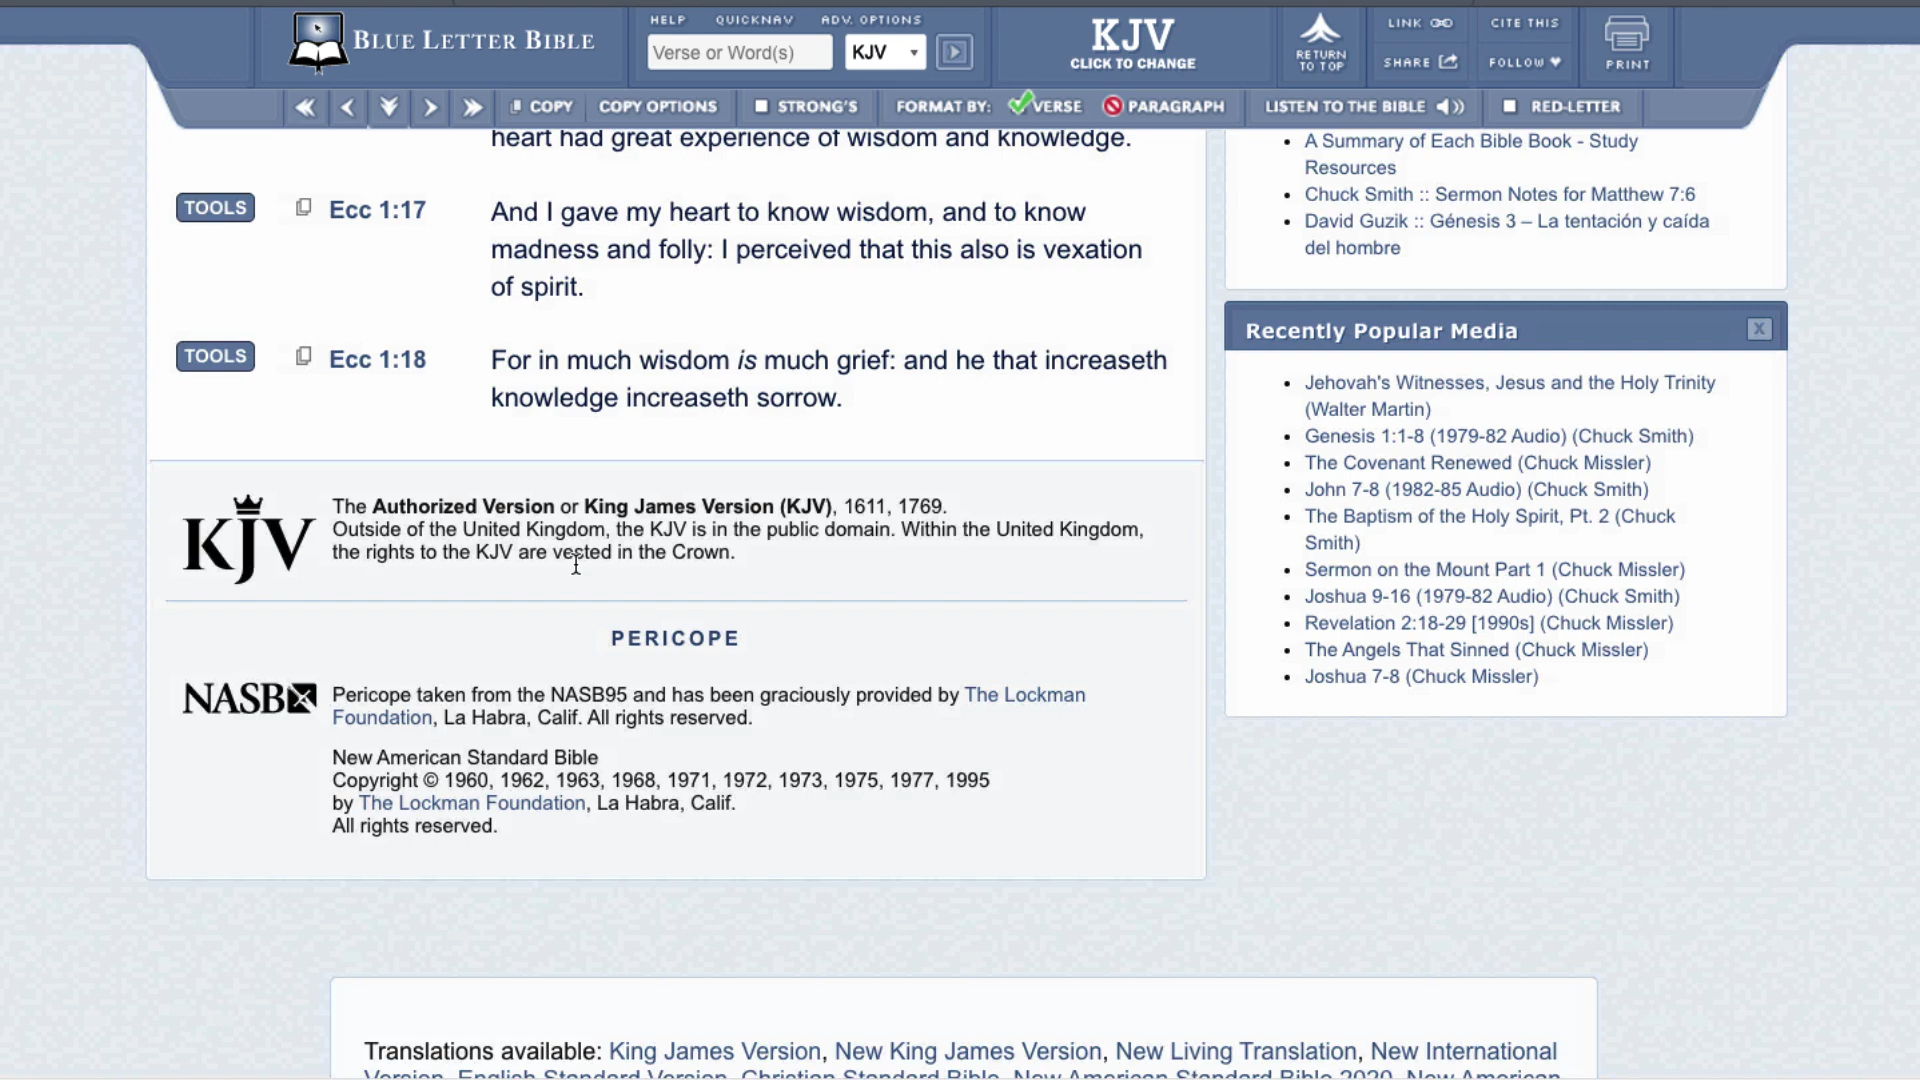 HELP QUICKNAV ADV. OPTIONS
BLUE LETTER BIBLE
Verse or Word(s)
KJV
KJV
CLICK TO CHANGE
RETURN
TO TOP
LINK
CITE THIS
SHARE
FOLLOW
PRINT
COPY COPY OPTIONS STRONG'S FORMAT BY: VERSE PARAGRAPH LISTEN TO THE BIBLE RED-LETTER
heart had great experience of wisdom and knowledge.
TOOLS Ecc 1:17 And I gave my heart to know wisdom, and to know
madness and folly: I perceived that this also is vexation
of spirit.
TOOLS Ecc 1:18 For in much wisdom is much grief: and he that increaseth
knowledge increaseth sorrow.
KJV
The Authorized Version or King James Version (KJV), 1611, 1769.
Outside of the United Kingdom, the KJV is in the public domain. Within the United Kingdom,
the rights to the KJV are vested in the Crown.
PERICOPE
NASB
Pericope taken from the NASB95 and has been graciously provided by The Lockman
Foundation, La Habra, Calif. All rights reserved.
New American Standard Bible
Copyright © 1960, 1962, 1963, 1968, 1971, 1972, 1973, 1975, 1977, 1995
by The Lockman Foundation, La Habra, Calif.
All rights reserved.
A Summary of Each Bible Book - Study
Resources
Chuck Smith :: Sermon Notes for Matthew 7:6
David Guzik :: Génesis 3 – La tentación y caída
del hombre
Recently Popular Media
X
Jehovah's Witnesses, Jesus and the Holy Trinity
(Walter Martin)
Genesis 1:1-8 (1979-82 Audio) (Chuck Smith)
The Covenant Renewed (Chuck Missler)
John 7-8 (1982-85 Audio) (Chuck Smith)
The Baptism of the Holy Spirit, Pt. 2 (Chuck
Smith)
Sermon on the Mount Part 1 (Chuck Missler)
Joshua 9-16 (1979-82 Audio) (Chuck Smith)
Revelation 2:18-29 [1990s] (Chuck Missler)
The Angels That Sinned (Chuck Missler)
Joshua 7-8 (Chuck Missler)
Translations available: King James Version, New King James Version, New Living Translation, New International
Version, English Standard Version, Christian Standard Bible, New American Standard Bible 2020, New American